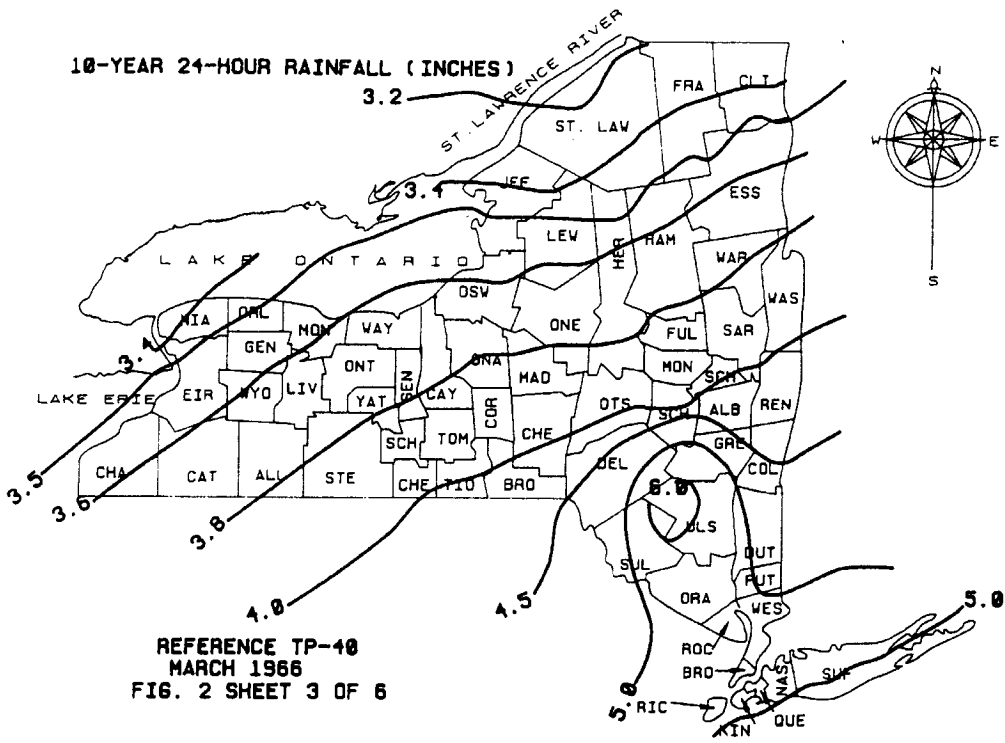 10-YEAR 24-HOUR RAINFALL (INCHES)
ST. LAWRENCE RIVER
3.2
FRA
CLI
ST. LAW
N
W
E
S
JEF
3.4
ESS
LEW
HER
HAM
LAKE ONTARIO
WAR
OSW
WAS
NIA
ORL
MON
WAY
ONE
FUL
SAR
3.4
GEN
ONT
ONA
MON
SCH
LAKE ERIE
EIR
WYO
LIV
YAT
SEN
CAY
MAD
COR
OTS
SCH
ALB
REN
SCH
TOM
CHE
GRE
COL
CHA
CAT
ALL
STE
CHE
TIO
BRO
DEL
3.5
3.6
3.8
4.0
4.5
6.0
ULS
DUT
SUL
PUT
ORA
WES
5.0
REFERENCE TP-40
MARCH 1966
FIG. 2 SHEET 3 OF 6
ROC
BRO
NAS
SUF
5.0
RIC
KIN
QUE